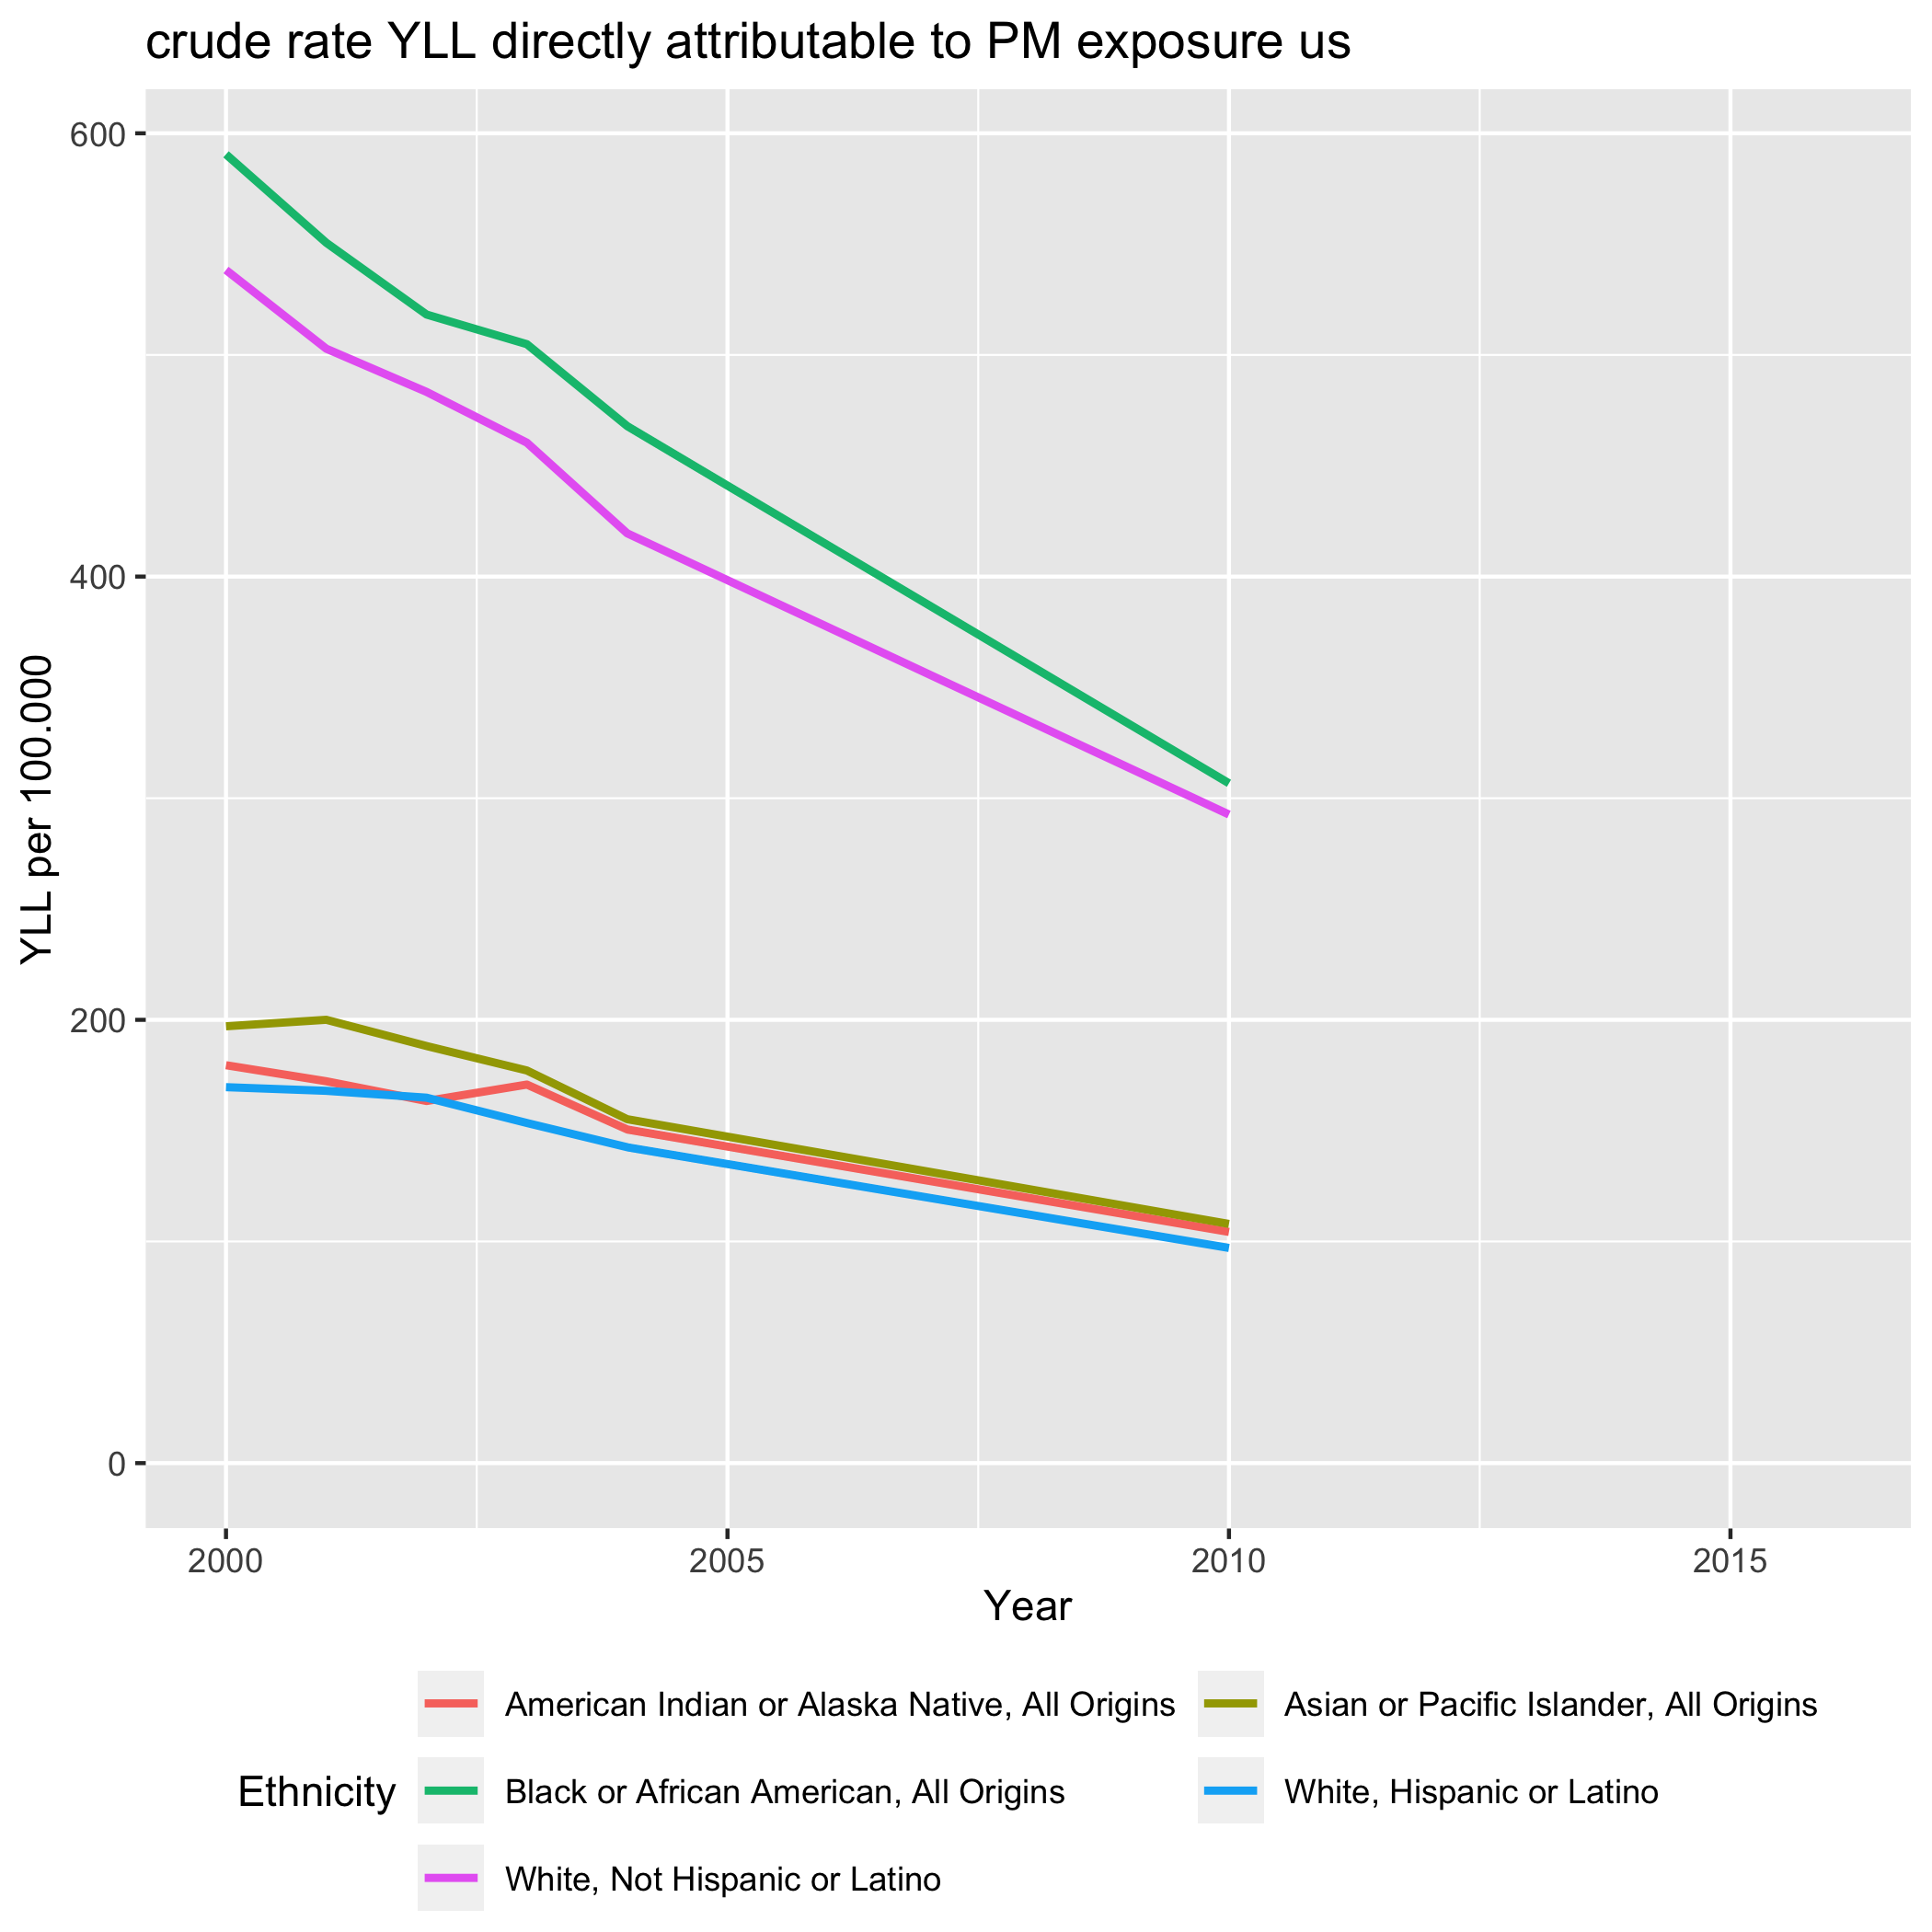 crude rate YLL directly attributable to PM exposure us
YLL per 100.000
600
400
200
0
2000 2005 2010 2015
Year
Ethnicity
American Indian or Alaska Native, All Origins
Asian or Pacific Islander, All Origins
Black or African American, All Origins
White, Hispanic or Latino
White, Not Hispanic or Latino